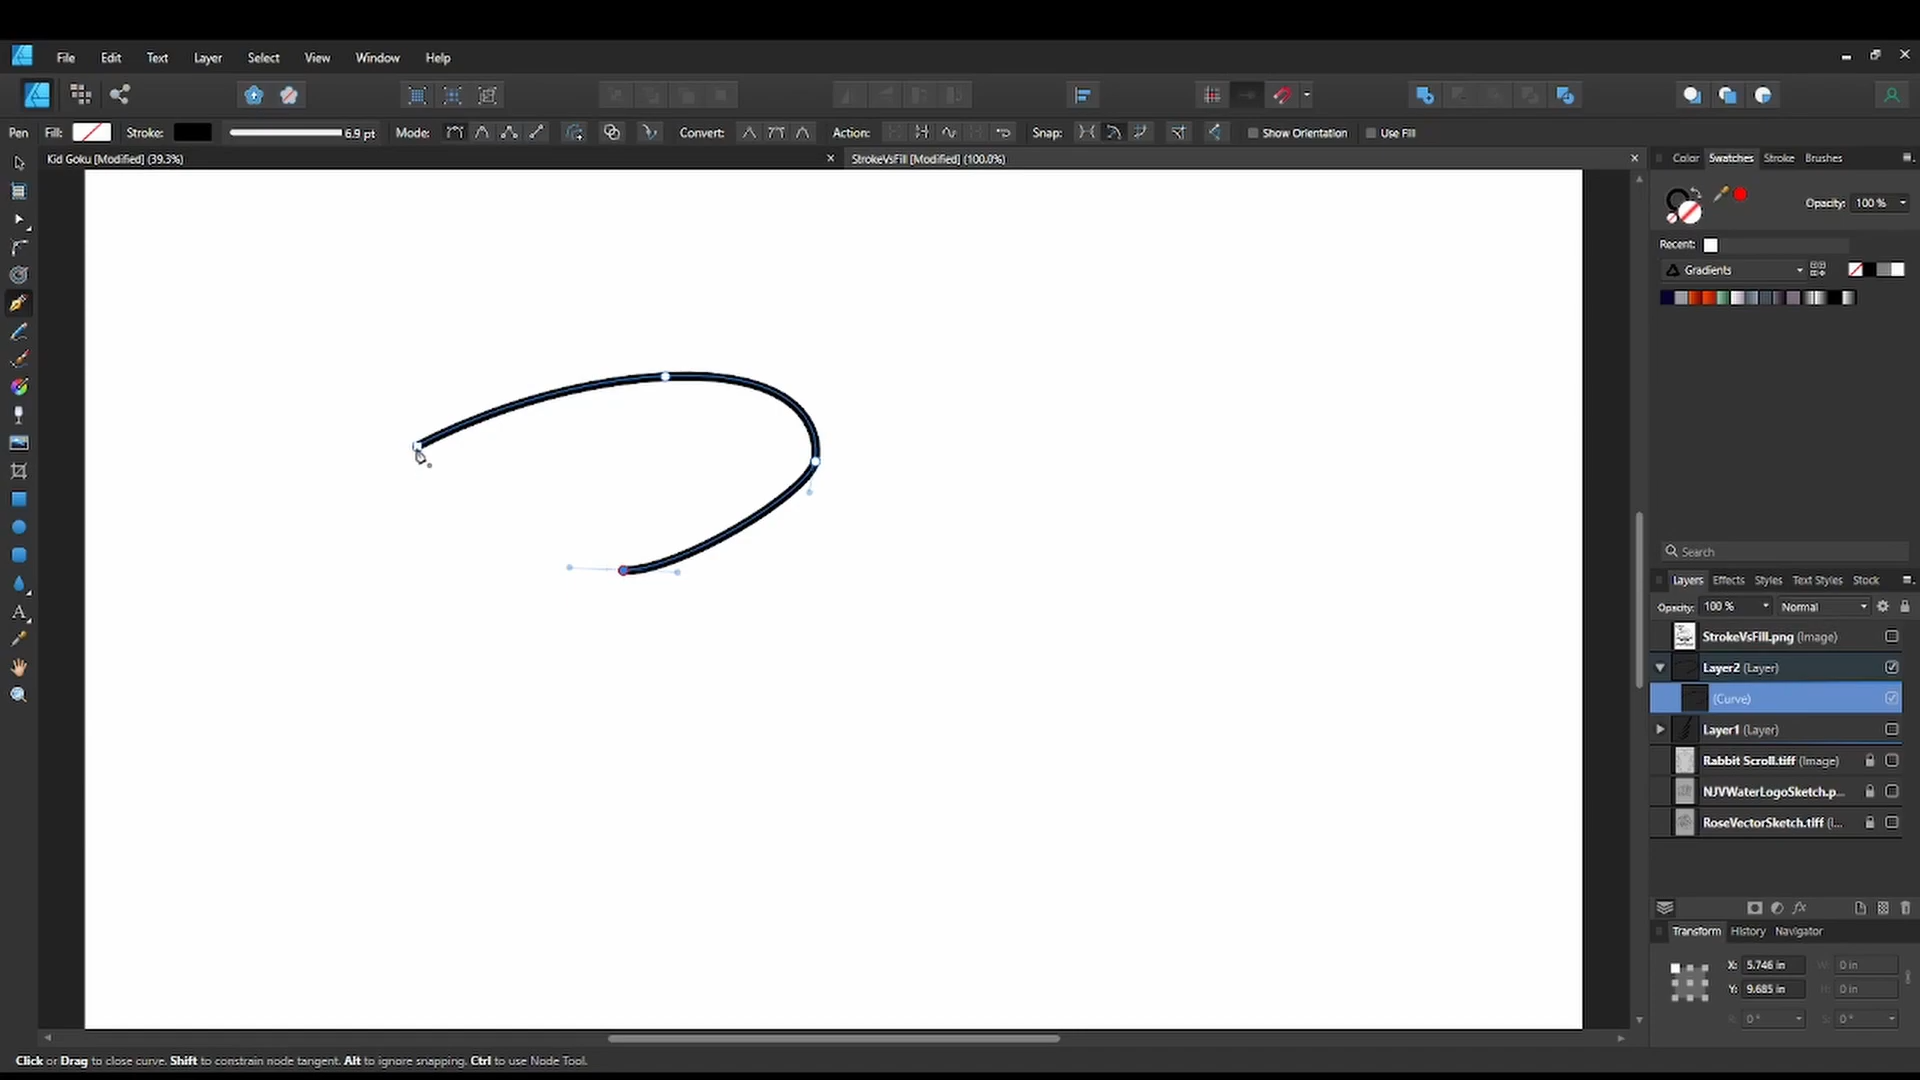 File Edit Text Layer Select View Window Help
Pen Fill: Stroke: 6.9 pt Mode: Convert: Action: Snap: Show Orientation Use Fill
Kid Goku [Modified] (39.3%) StrokeVsFill [Modified] (100.0%)
Color Swatches Stroke Brushes
Opacity: 100 %
Recent:
Gradients
Search
Layers Effects Styles Text Styles Stock
Opacity: 100 % Normal
StrokeVsFill.png (Image)
Layer2 (Layer)
(Curve)
Layer1 (Layer)
Rabbit Scroll.tiff (Image)
NJVWaterLogoSketch.p...
RoseVectorSketch.tiff (I...
Transform History Navigator
X: 5.746 in W: 0 in
Y: 9.685 in H: 0 in
R: 0 ° S: 0 °
Click or Drag to close curve. Shift to constrain node tangent. Alt to ignore snapping. Ctrl to use Node Tool.